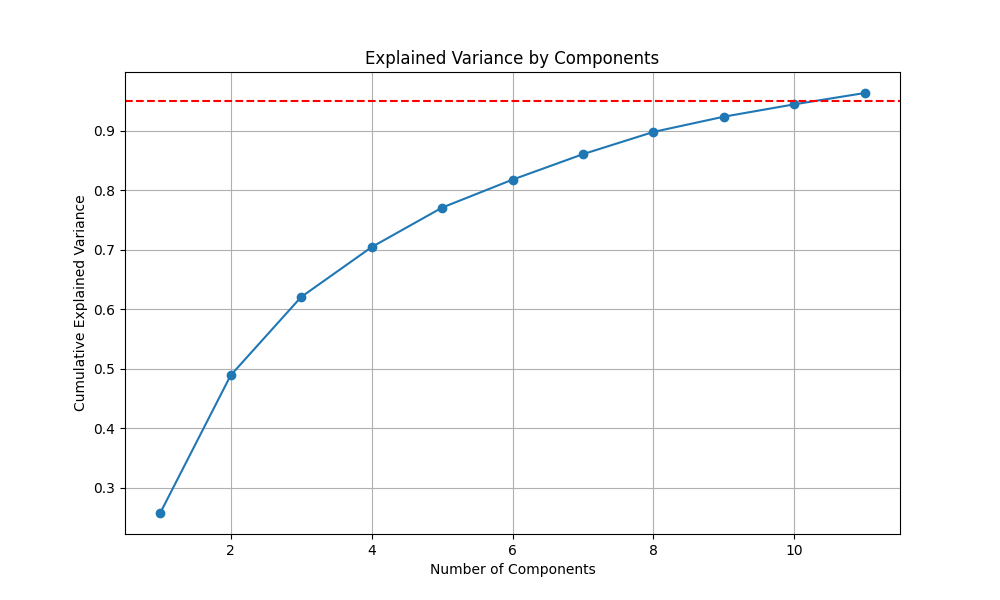 Explained Variance by Components
Cumulative Explained Variance
0.9
0.8
0.7
0.6
0.5
0.4
0.3
2 4 6 8 10
Number of Components